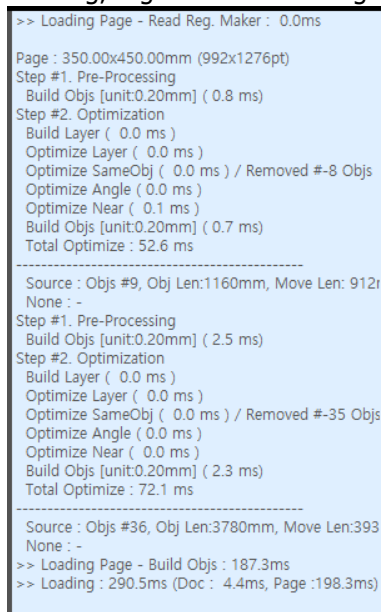 >> Loading Page - Read Reg. Maker :  0.0ms
Page : 350.00x450.00mm (992x1276pt)
Step #1. Pre-Processing
Build Objs [unit:0.20mm] ( 0.8 ms)
Step #2. Optimization
Build Layer (  0.0 ms )
Optimize Layer (  0.0 ms )
Optimize SameObj (  0.0 ms ) / Removed #-8 Objs
Optimize Angle ( 0.0 ms )
Optimize Near (  0.1 ms )
Build Objs [unit:0.20mm] ( 0.7 ms)
Total Optimize : 52.6 ms
----------------------------------------------
Source : Objs #9, Obj Len:1160mm, Move Len: 912
None : -
Step #1. Pre-Processing
Build Objs [unit:0.20mm] ( 2.5 ms)
Step #2. Optimization
Build Layer (  0.0 ms )
Optimize Layer (  0.0 ms )
Optimize SameObj (  0.0 ms ) / Removed #-35 Objs
Optimize Angle ( 0.0 ms )
Optimize Near (  0.0 ms )
Build Objs [unit:0.20mm] ( 2.3 ms)
Total Optimize : 72.1 ms
----------------------------------------------
Source : Objs #36, Obj Len:3780mm, Move Len:393
None : -
>> Loading Page - Build Objs : 187.3ms
>> Loading : 290.5ms (Doc :  4.4ms, Page :198.3ms)